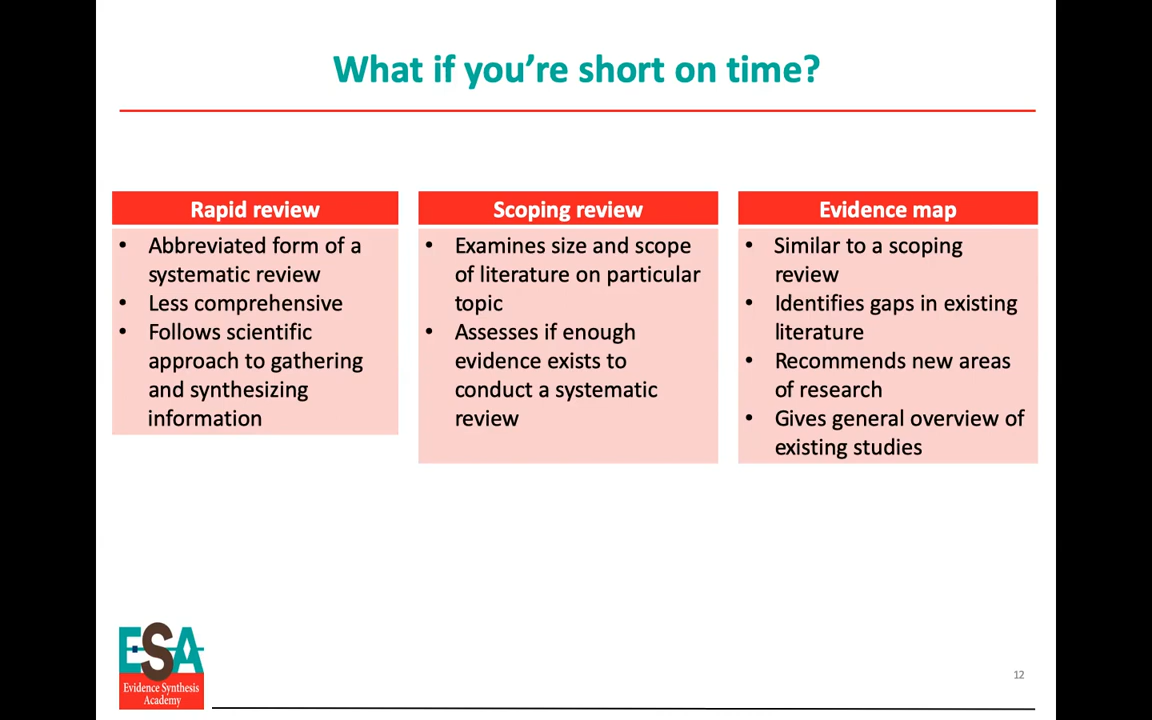 What if you're short on time?
Rapid review
• Abbreviated form of a
systematic review
• Less comprehensive
• Follows scientific
approach to gathering
and synthesizing
information
Scoping review
• Examines size and scope
of literature on particular
topic
• Assesses if enough
evidence exists to
conduct a systematic
review
Evidence map
• Similar to a scoping
review
• Identifies gaps in existing
literature
• Recommends new areas
of research
• Gives general overview of
existing studies
ESA
Evidence Synthesis
Academy
12